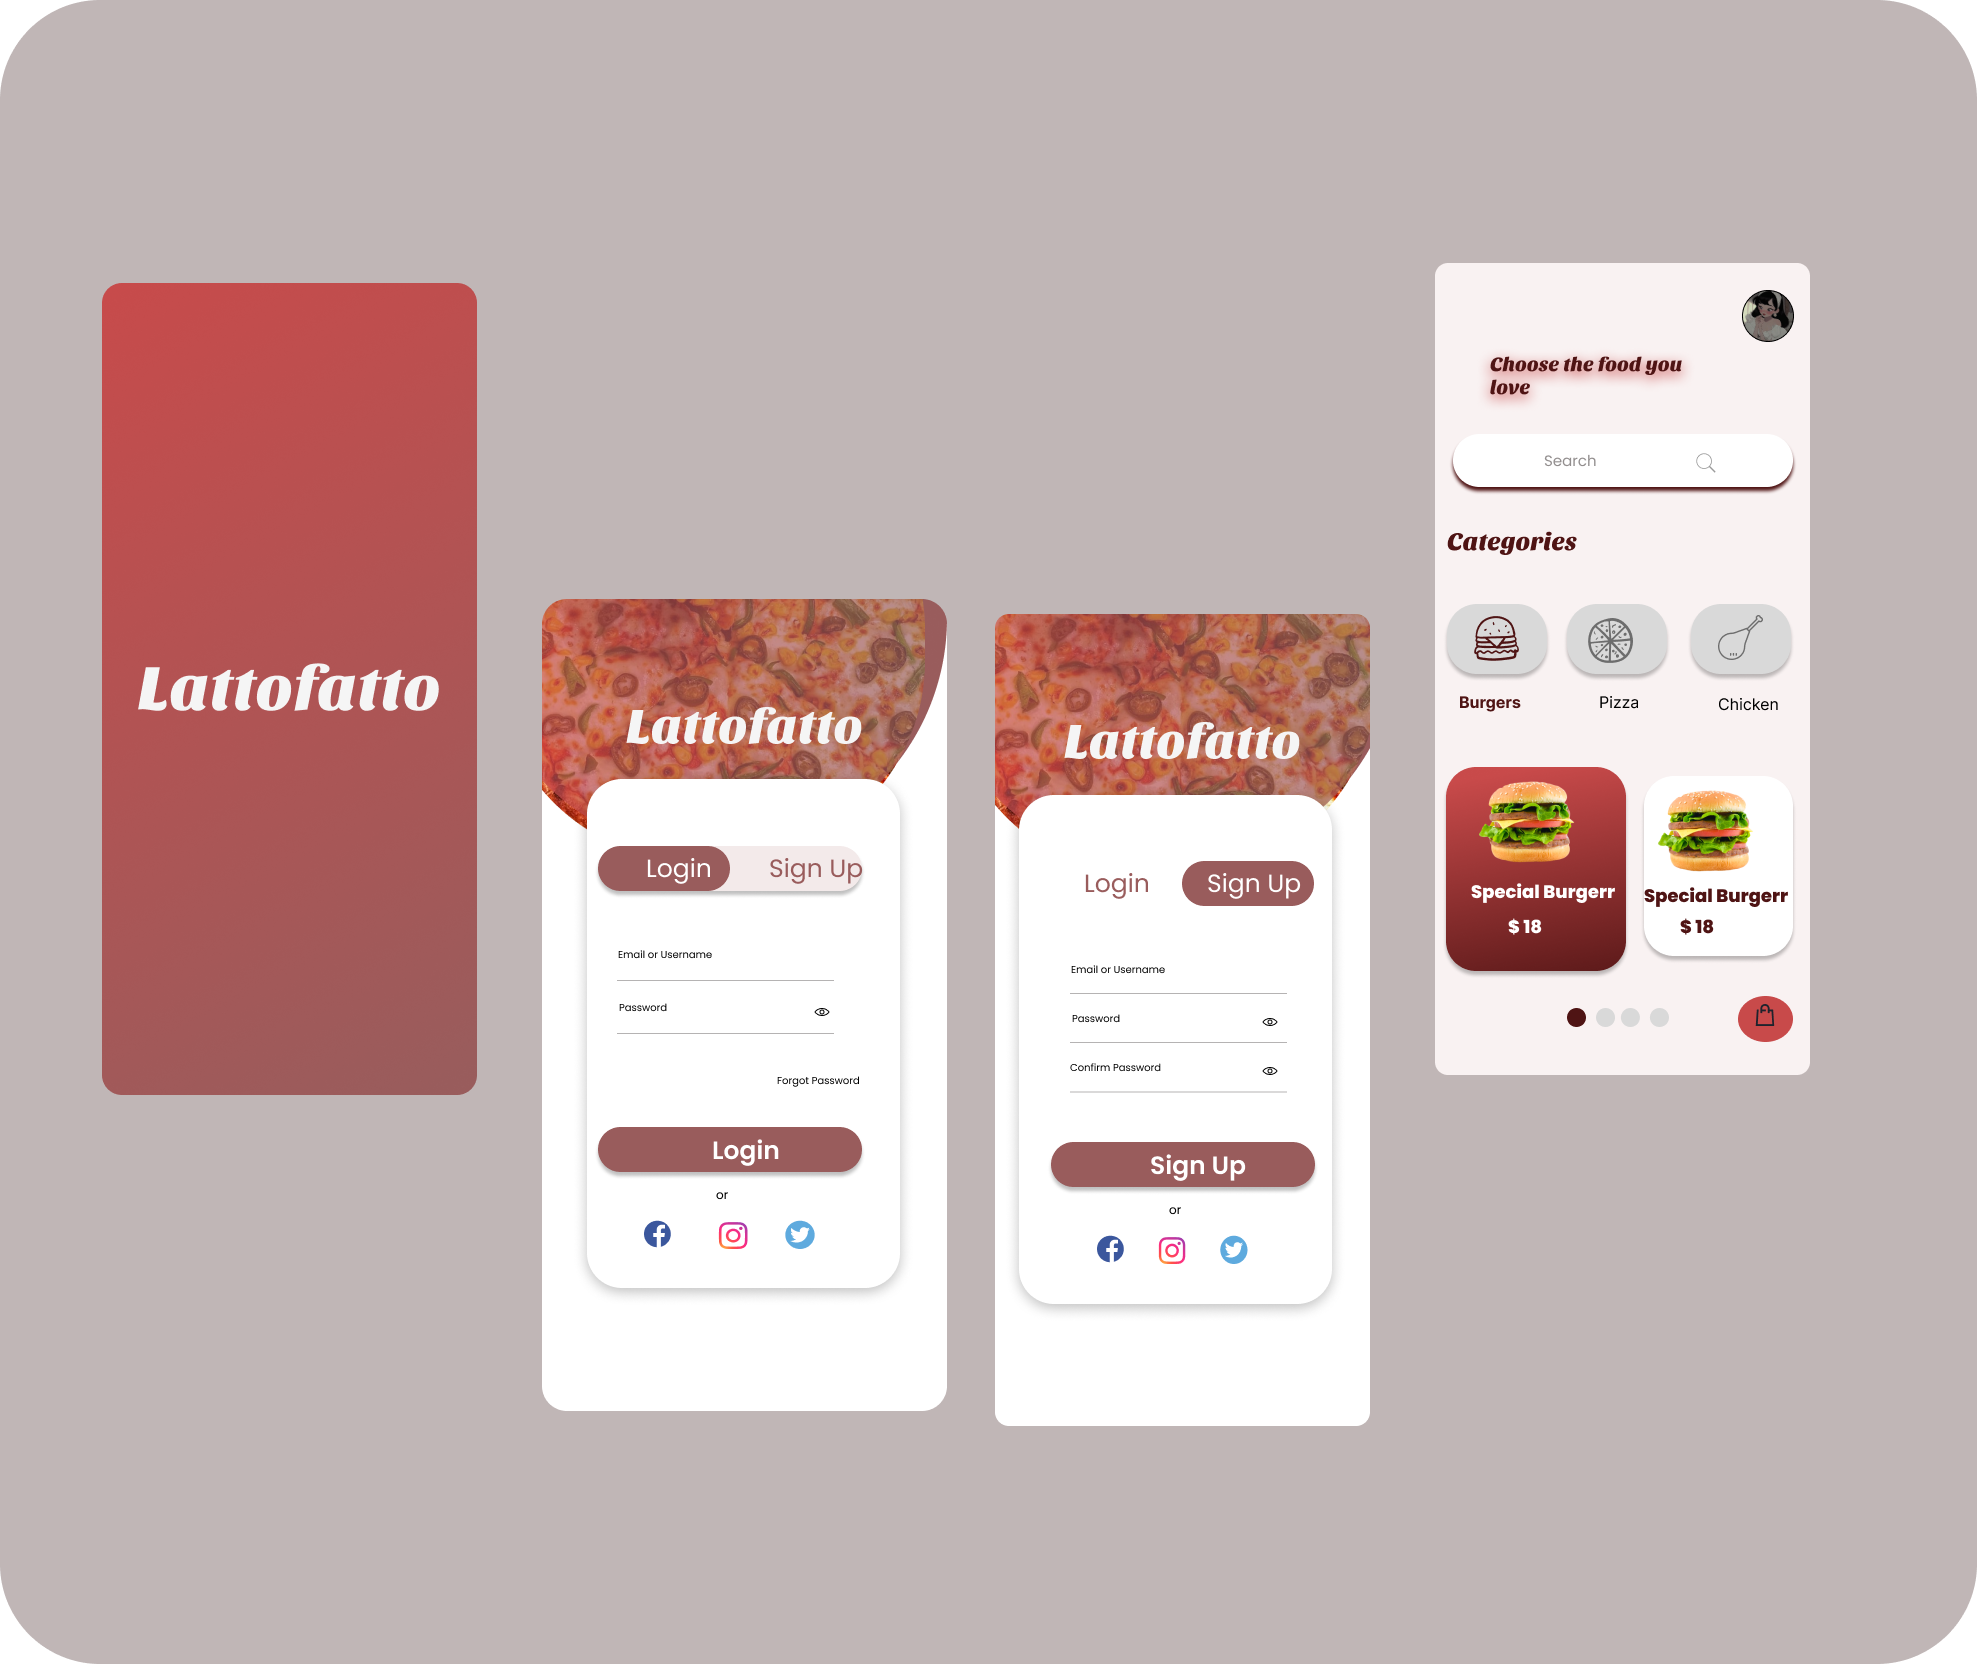 Lattofatto
Lattofatto
Login Sign Up
Email or Username
Password
Forgot Password
Login
or
Lattofatto
Login Sign Up
Email or Username
Password
Confirm Password
Sign Up
or
Choose the food you
love
Search
Categories
Burgers Pizza Chicken
Special Burgerr
$ 18
Special Burgerr
$ 18